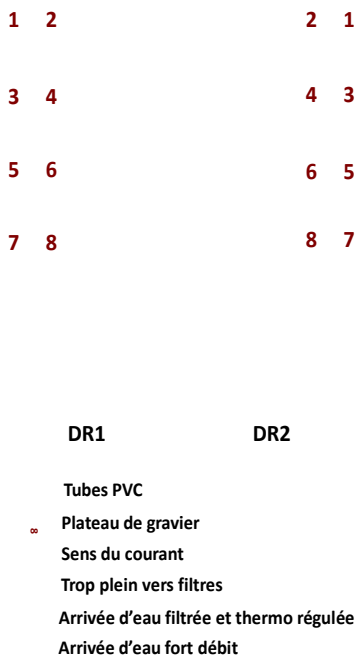 1 2 2 1
3 4 4 3
5 6 6 5
7 8 8 7
DR1 DR2
Tubes PVC
8 Plateau de gravier
Sens du courant
Trop plein vers filtres
Arrivée d’eau filtrée et thermo régulée
Arrivée d’eau fort débit